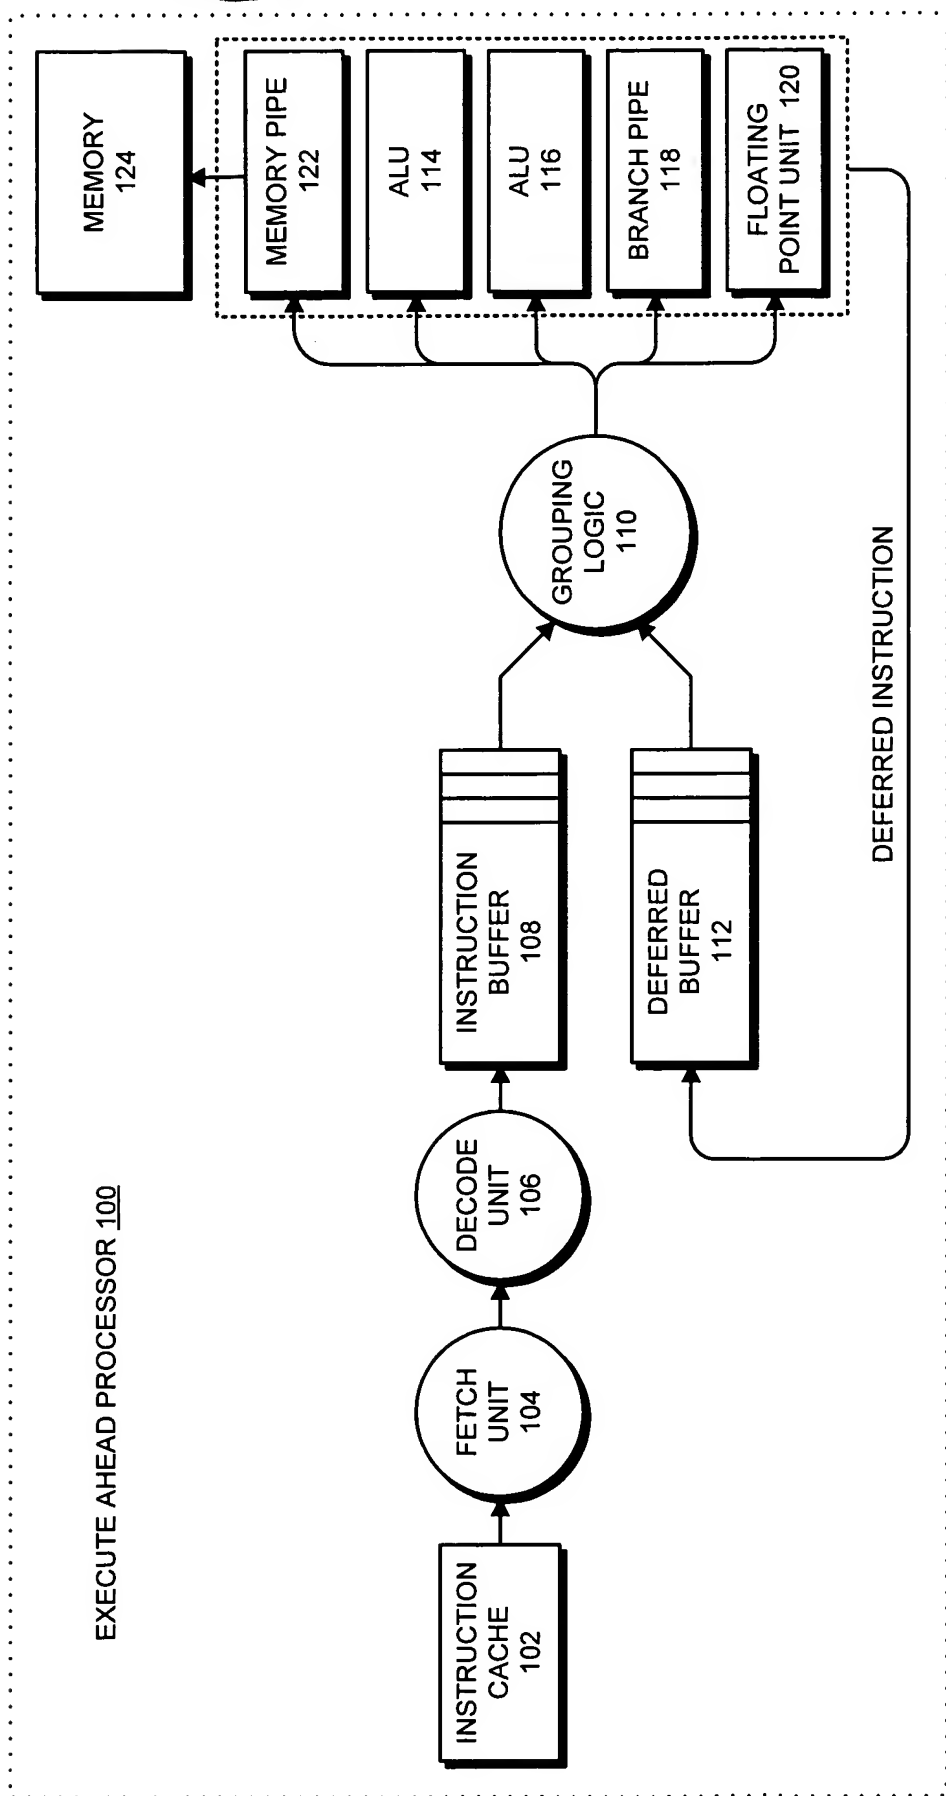 EXECUTE AHEAD PROCESSOR 100
INSTRUCTION
CACHE
102
FETCH
UNIT
104
DECODE
UNIT
106
INSTRUCTION
BUFFER
108
DEFERRED
BUFFER
112
GROUPING
LOGIC
110
MEMORY
124
MEMORY PIPE
122
ALU
114
ALU
116
BRANCH PIPE
118
FLOATING
POINT UNIT 120
DEFERRED INSTRUCTION